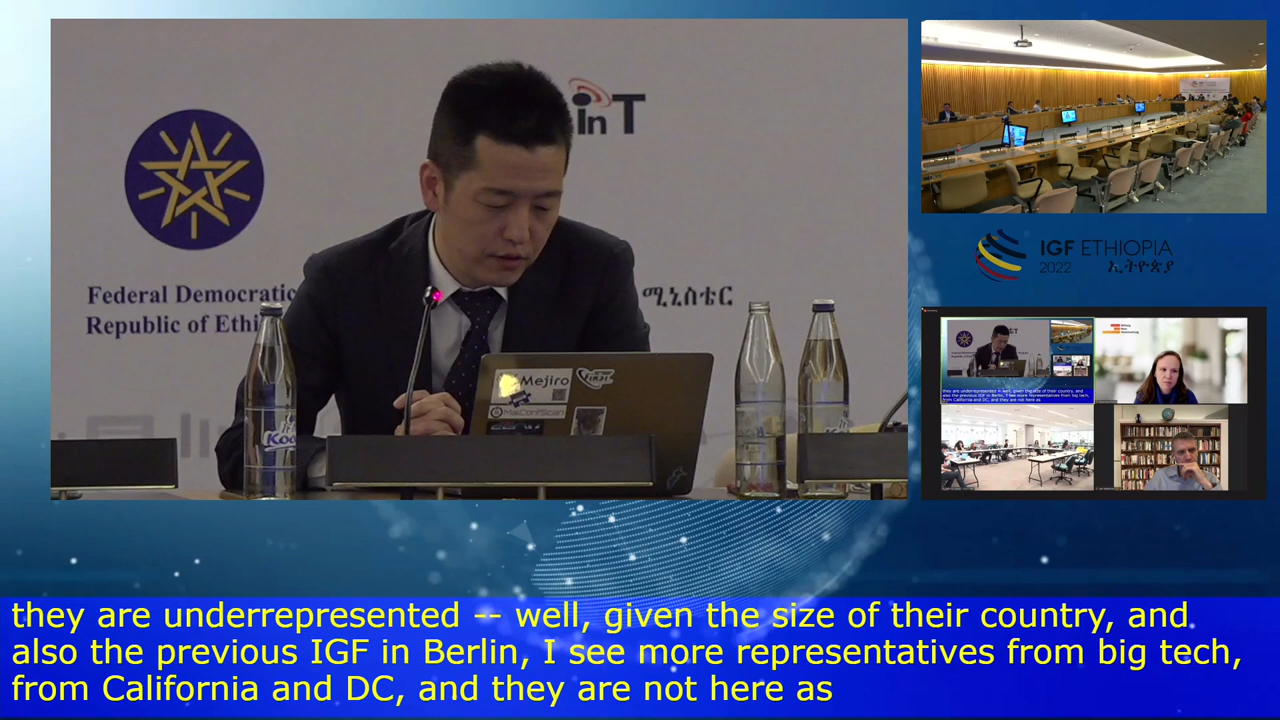 in T
Federal Democratic
Republic of Ethi
ሚኒስቴር
Mejiro
IGF ETHIOPIA
2022
ኢትዮጵያ
they are underrepresented -- well, given the size of their country, and
also the previous IGF in Berlin, I see more representatives from big tech,
from California and DC, and they are not here as